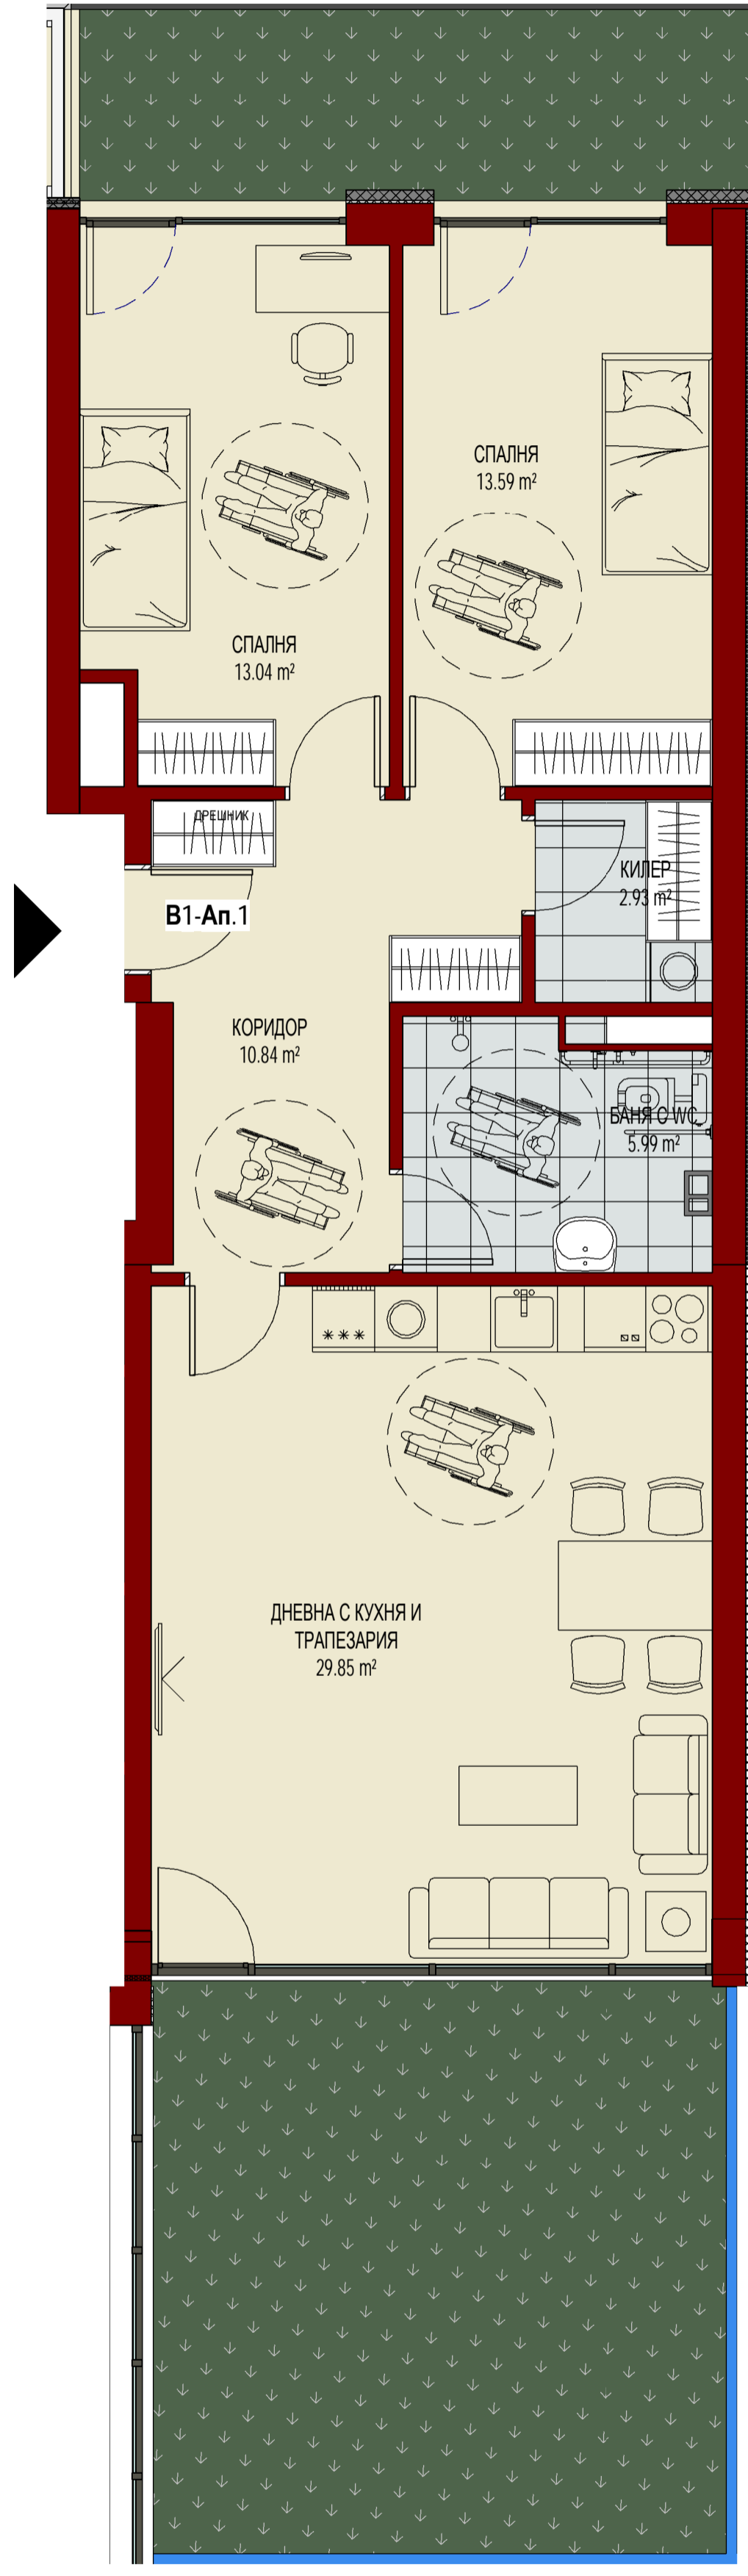 СПАЛНЯ
13.59 m²
СПАЛНЯ
13.04 m²
ДРЕШНИК
КИЛЕР
2.93 m²
B1-Ап.1
КОРИДОР
10.84 m²
БАНЯ С WC
5.99 m²
ДНЕВНА С КУХНЯ И
ТРАПЕЗАРИЯ
29.85 m²